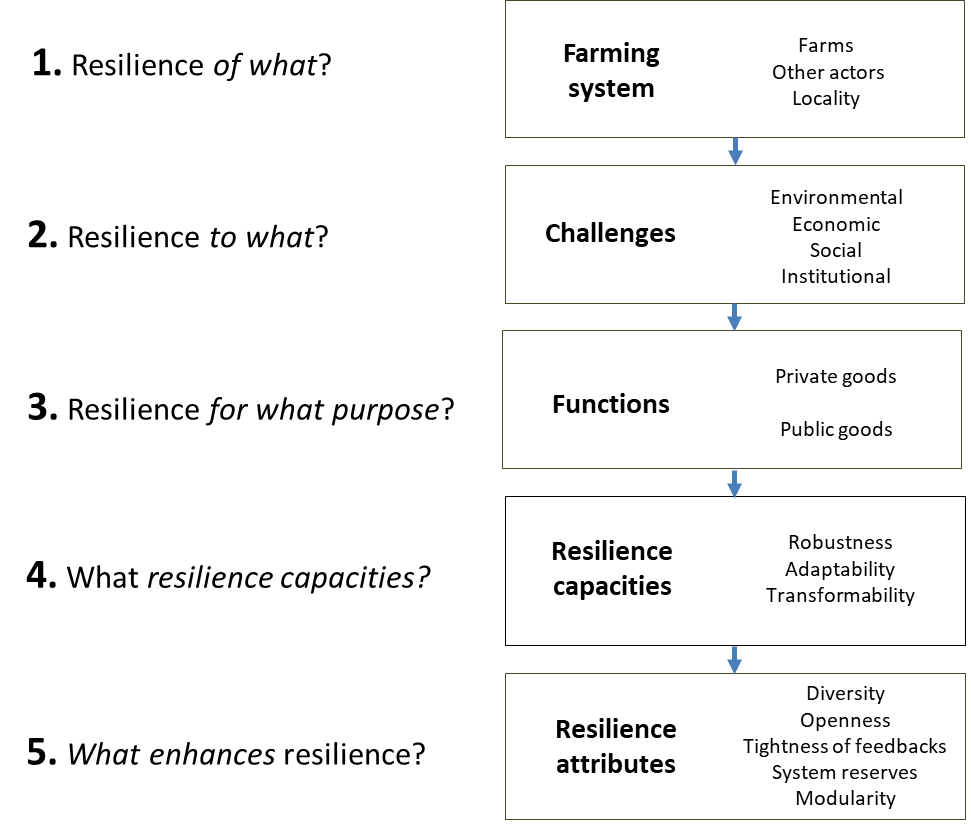 1. Resilience of what?
Farming
system
Farms
Other actors
Locality
2. Resilience to what?
Challenges
Environmental
Economic
Social
Institutional
3. Resilience for what purpose?
Functions
Private goods
Public goods
4. What resilience capacities?
Resilience
capacities
Robustness
Adaptability
Transformability
5. What enhances resilience?
Resilience
attributes
Diversity
Openness
Tightness of feedbacks
System reserves
Modularity